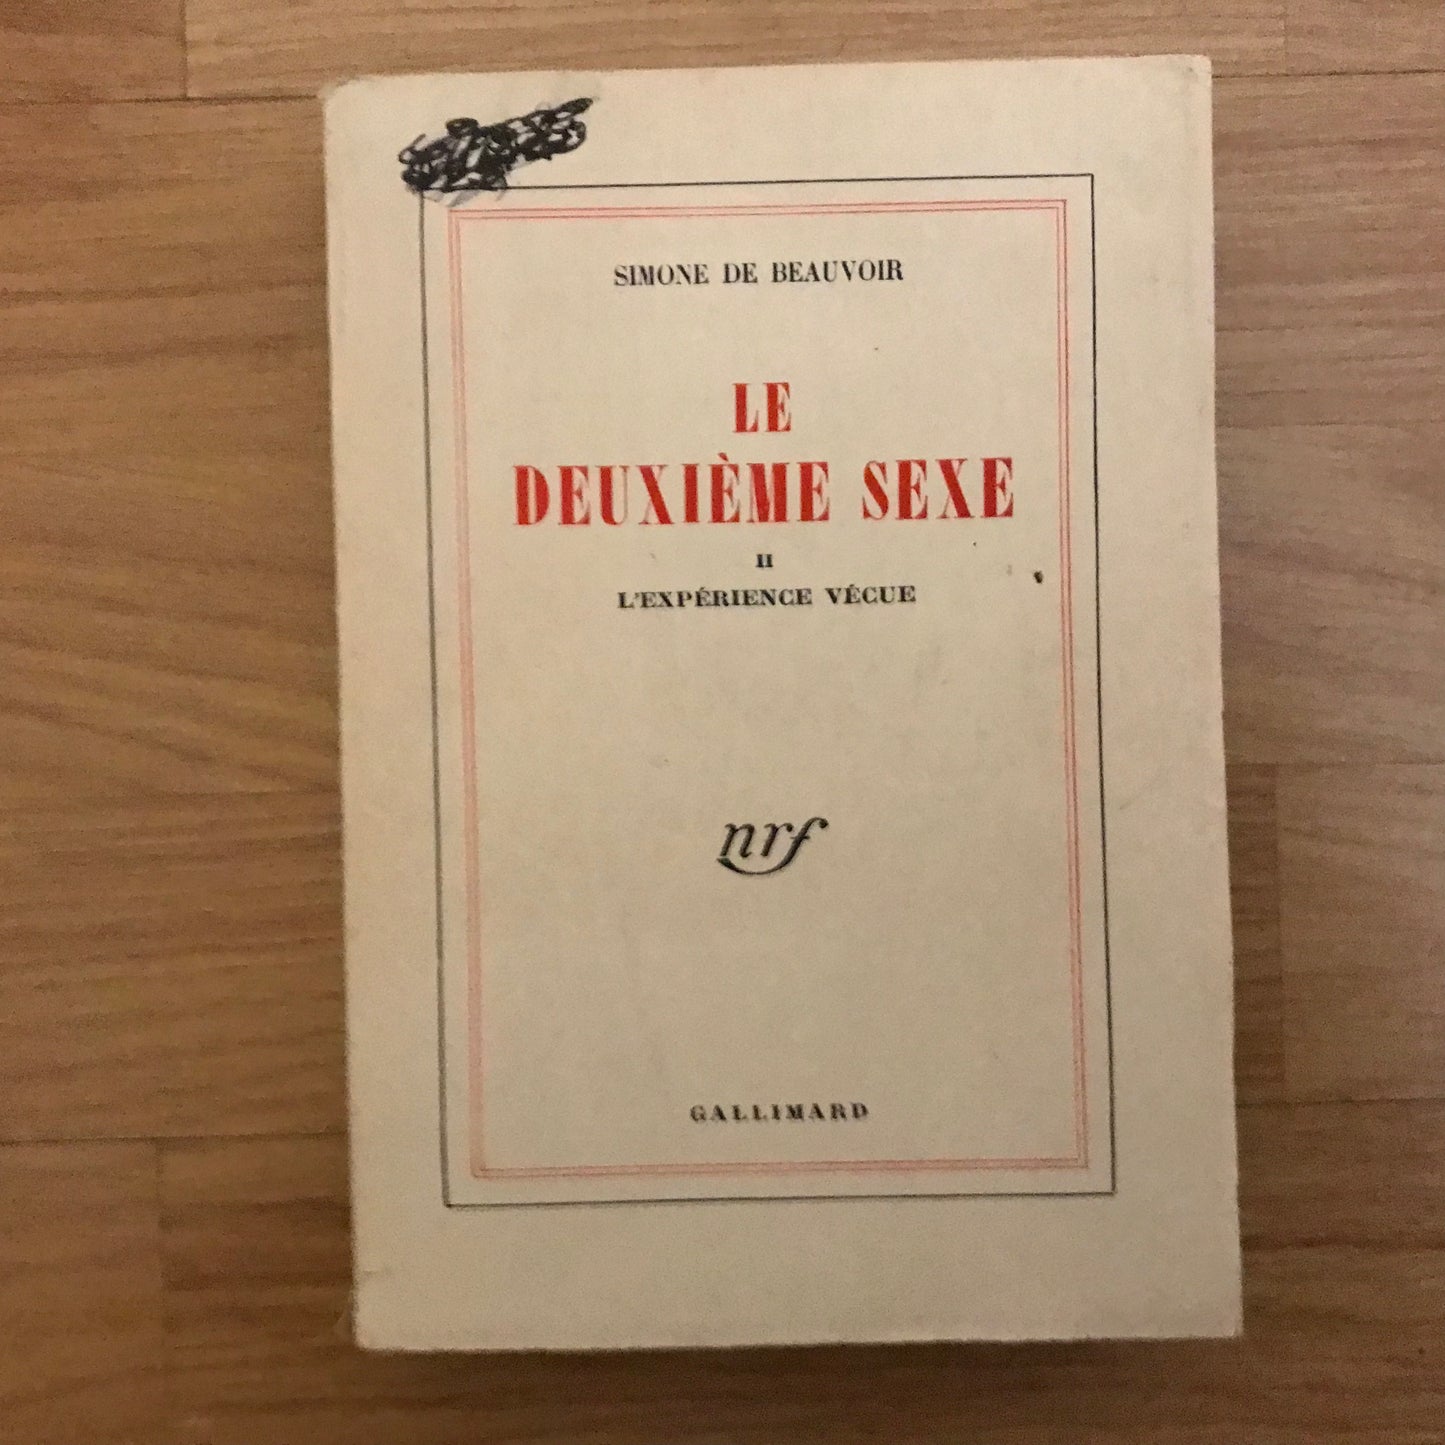 SIMONE DE BEAUVOIR
LE
DEUXIÈME SEXE
II
L'EXPÉRIENCE VÉCUE
nrf
GALLIMARD